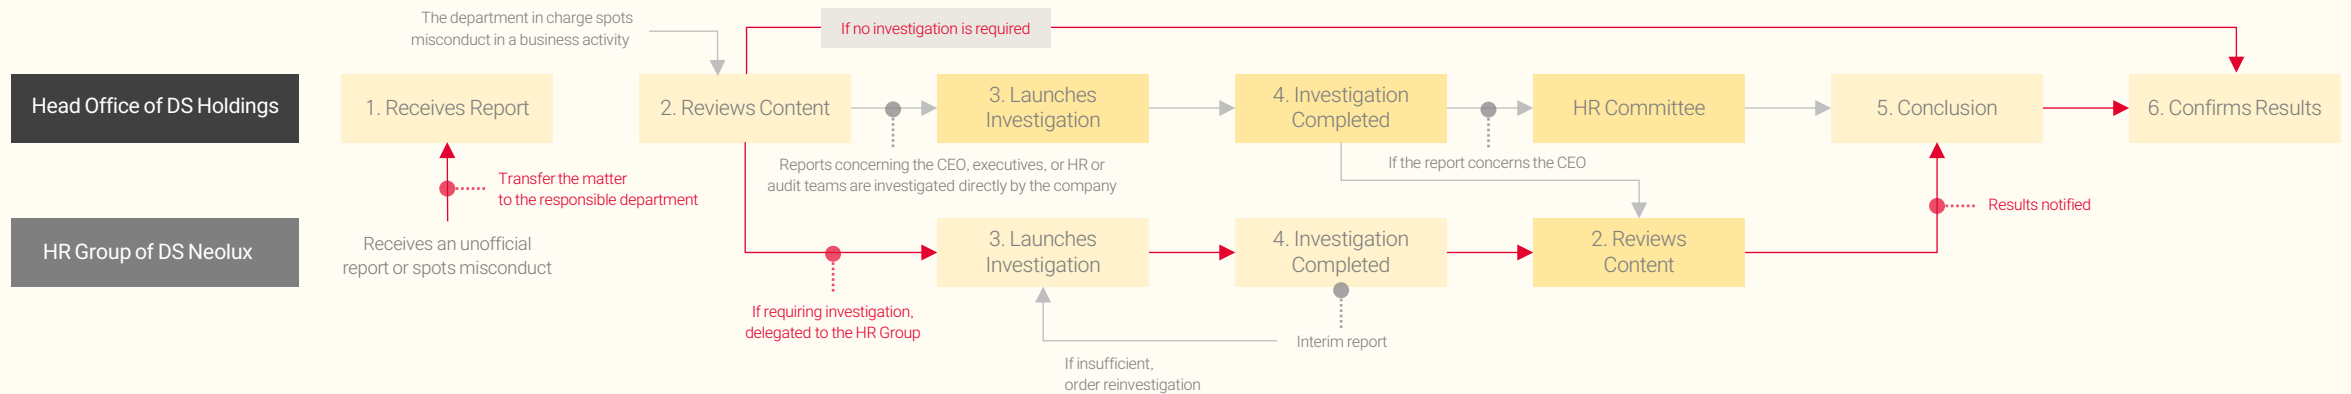 The department in charge spots
misconduct in a business activity
If no investigation is required
Head Office of DS Holdings
1. Receives Report
2. Reviews Content
3. Launches
Investigation
4. Investigation
Completed
HR Committee
5. Conclusion
6. Confirms Results
Reports concerning the CEO, executives, or HR or
audit teams are investigated directly by the company
If the report concerns the CEO
Transfer the matter
to the responsible department
Results notified
HR Group of DS Neolux
Receives an unofficial
report or spots misconduct
3. Launches
Investigation
4. Investigation
Completed
2. Reviews
Content
If requiring investigation,
delegated to the HR Group
Interim report
If insufficient,
order reinvestigation